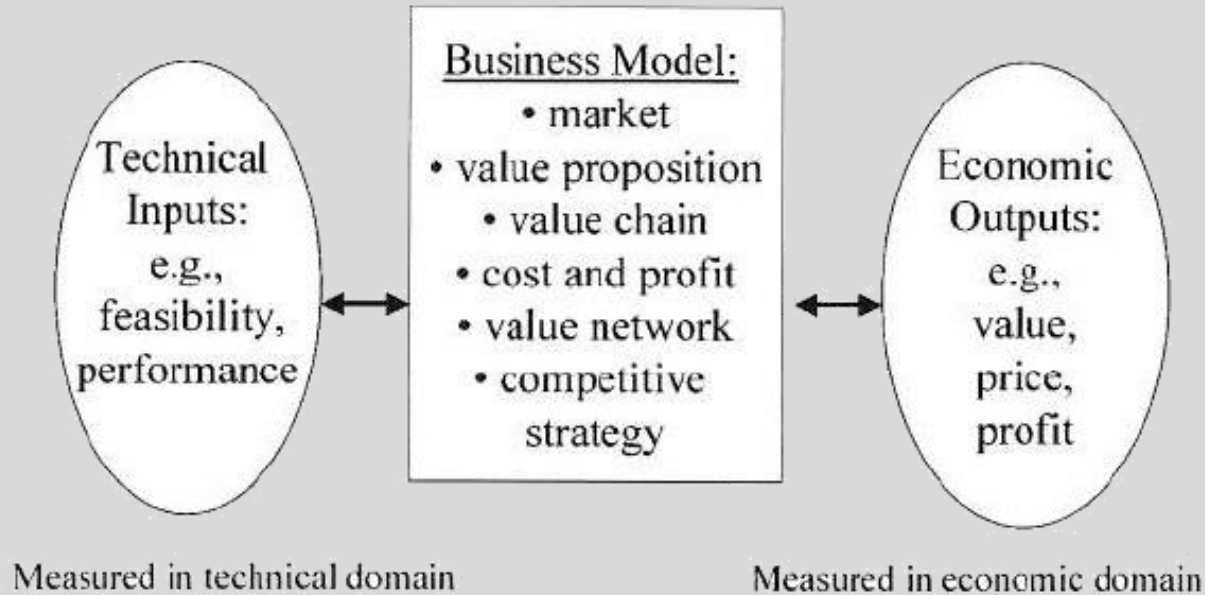 Technical
Inputs:
e.g.,
feasibility,
performance
Business Model:
• market
• value proposition
• value chain
• cost and profit
• value network
• competitive
strategy
Economic
Outputs:
e.g.,
value,
price,
profit
Measured in technical domain
Measured in economic domain